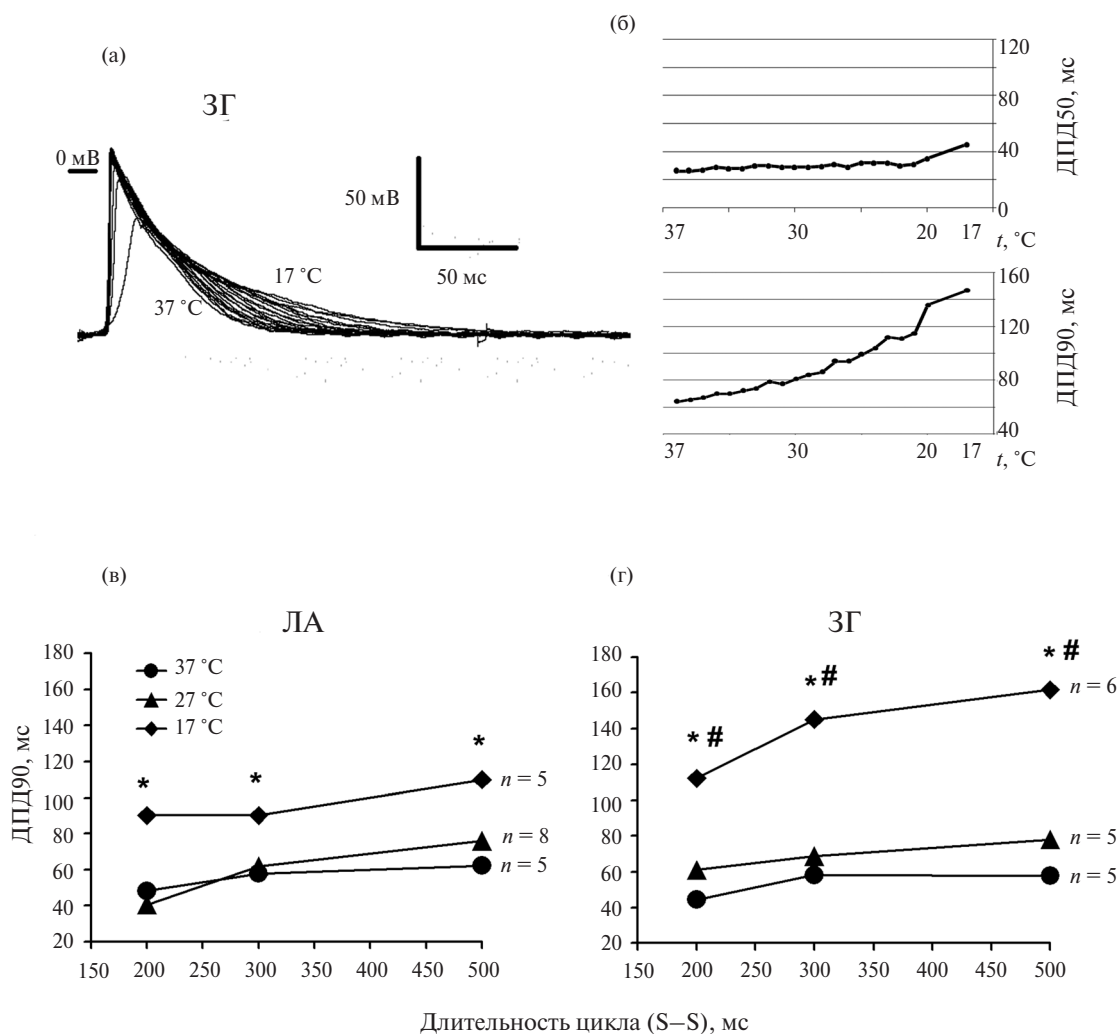 (а)
ЗГ
0 мВ
50 мВ
50 мс
17 °C
37 °C
(б)
120
80
40
0
ДПД50, мс
37 30 20 17 t, °C
160
120
80
40
ДПД90, мс
37 30 20 17 t, °C
(в)
ЛА
180
160
140
120
100
80
60
40
20
ДПД90, мс
37 °C
27 °C
17 °C
* * *
n = 5
n = 8
n = 5
150 200 250 300 350 400 450 500
(г)
ЗГ
180
160
140
120
100
80
60
40
20
* # * # * #
n = 6
n = 5
n = 5
150 200 250 300 350 400 450 500
Длительность цикла (S–S), мс